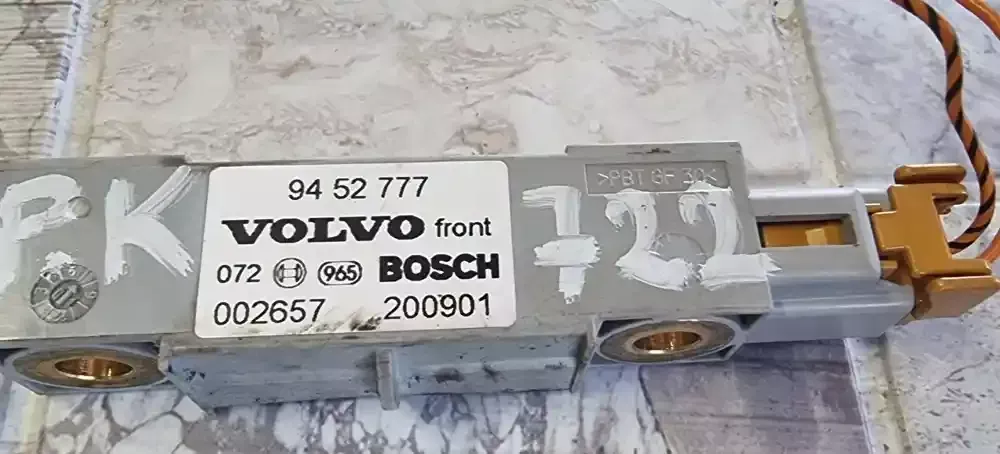 94 52 777
VOLVO front
072 965 BOSCH
002657 200901
>PBT GF 30<
PK 722